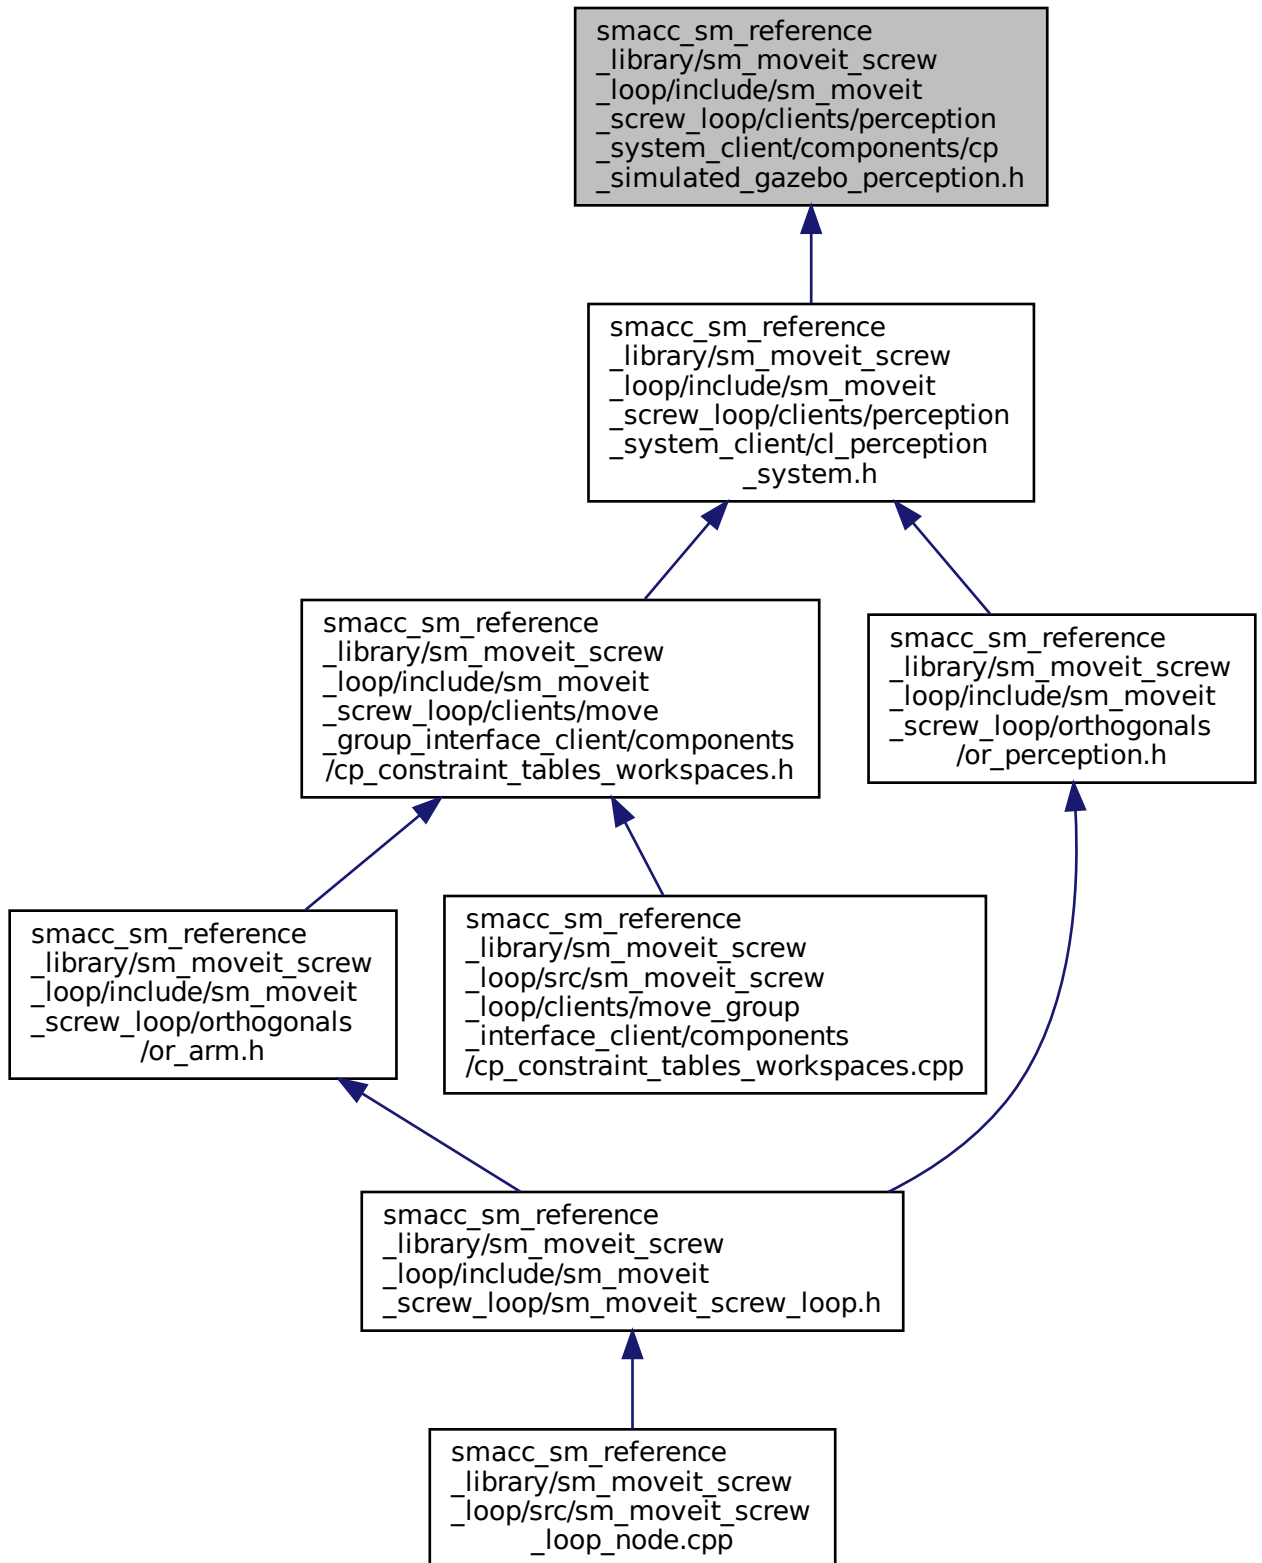 smacc_sm_reference
_library/sm_moveit_screw
_loop/include/sm_moveit
_screw_loop/clients/perception
_system_client/components/cp
_simulated_gazebo_perception.h
smacc_sm_reference
_library/sm_moveit_screw
_loop/include/sm_moveit
_screw_loop/clients/perception
_system_client/cl_perception
_system.h
smacc_sm_reference
_library/sm_moveit_screw
_loop/include/sm_moveit
_screw_loop/clients/move
_group_interface_client/components
/cp_constraint_tables_workspaces.h
smacc_sm_reference
_library/sm_moveit_screw
_loop/include/sm_moveit
_screw_loop/orthogonals
/or_perception.h
smacc_sm_reference
_library/sm_moveit_screw
_loop/include/sm_moveit
_screw_loop/orthogonals
/or_arm.h
smacc_sm_reference
_library/sm_moveit_screw
_loop/src/sm_moveit_screw
_loop/clients/move_group
_interface_client/components
/cp_constraint_tables_workspaces.cpp
smacc_sm_reference
_library/sm_moveit_screw
_loop/include/sm_moveit
_screw_loop/sm_moveit_screw_loop.h
smacc_sm_reference
_library/sm_moveit_screw
_loop/src/sm_moveit_screw
_loop_node.cpp